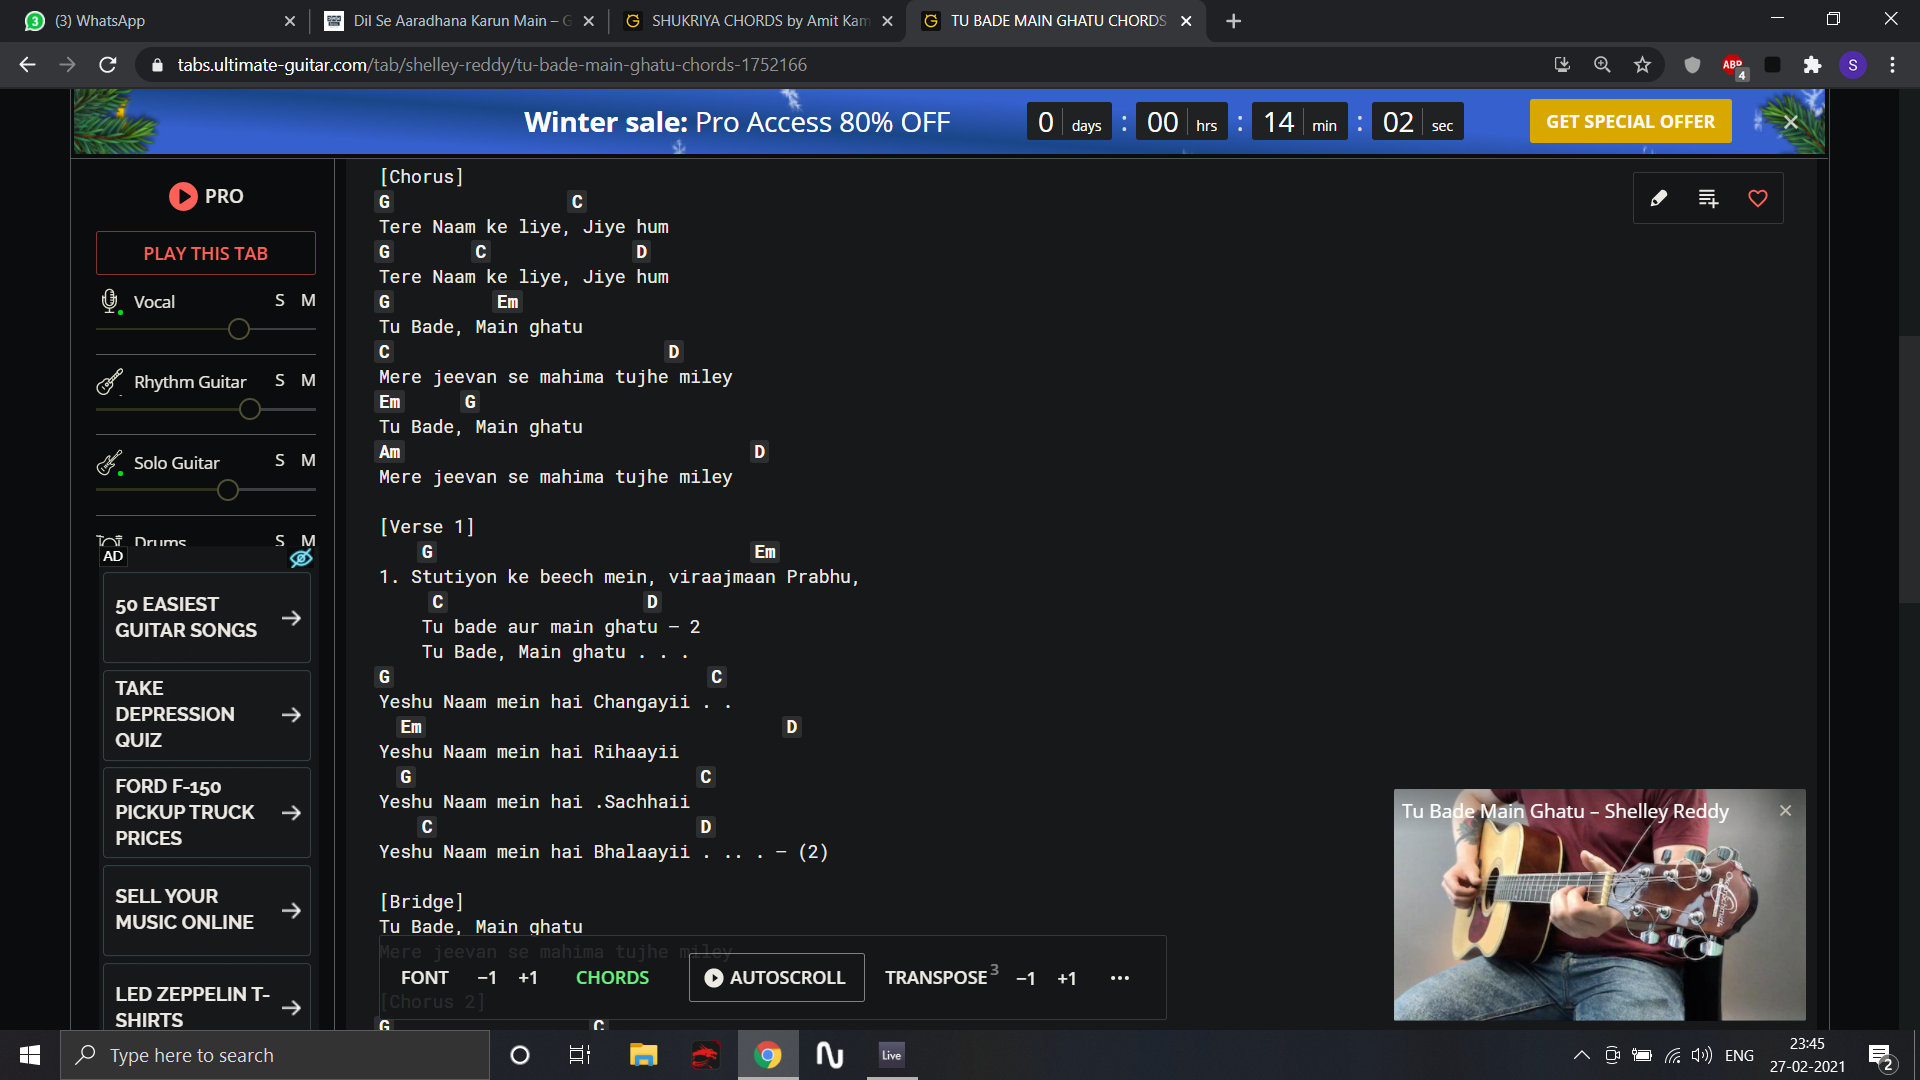 (3) WhatsApp
Dil Se Aaradhana Karun Main – G
SHUKRIYA CHORDS by Amit Kam
TU BADE MAIN GHATU CHORDS
tabs.ultimate-guitar.com/tab/shelley-reddy/tu-bade-main-ghatu-chords-1752166
ABP
4
S
Winter sale: Pro Access 80% OFF
0 days : 00 hrs : 14 min : 02 sec
GET SPECIAL OFFER
PRO
PLAY THIS TAB
Vocal S M
Rhythm Guitar S M
Solo Guitar S M
Drums S M
AD
50 EASIEST
GUITAR SONGS
TAKE
DEPRESSION
QUIZ
FORD F-150
PICKUP TRUCK
PRICES
SELL YOUR
MUSIC ONLINE
LED ZEPPELIN T-
SHIRTS
[Chorus]
G C
Tere Naam ke liye, Jiye hum
G C D
Tere Naam ke liye, Jiye hum
G Em
Tu Bade, Main ghatu
C D
Mere jeevan se mahima tujhe miley
Em G
Tu Bade, Main ghatu
Am D
Mere jeevan se mahima tujhe miley
[Verse 1]
G Em
1. Stutiyon ke beech mein, viraajmaan Prabhu,
C D
Tu bade aur main ghatu – 2
Tu Bade, Main ghatu . . .
G C
Yeshu Naam mein hai Changayii . .
Em D
Yeshu Naam mein hai Rihaayii
G C
Yeshu Naam mein hai .Sachhaii
C D
Yeshu Naam mein hai Bhalaayii . .. . – (2)
[Bridge]
Tu Bade, Main ghatu
Mere jeevan se mahima tujhe miley
[Chorus 2]
G C
FONT −1 +1 CHORDS AUTOSCROLL TRANSPOSE 3 −1 +1 ...
Tu Bade Main Ghatu – Shelley Reddy
Type here to search
Live
ENG
23:45
27-02-2021
2